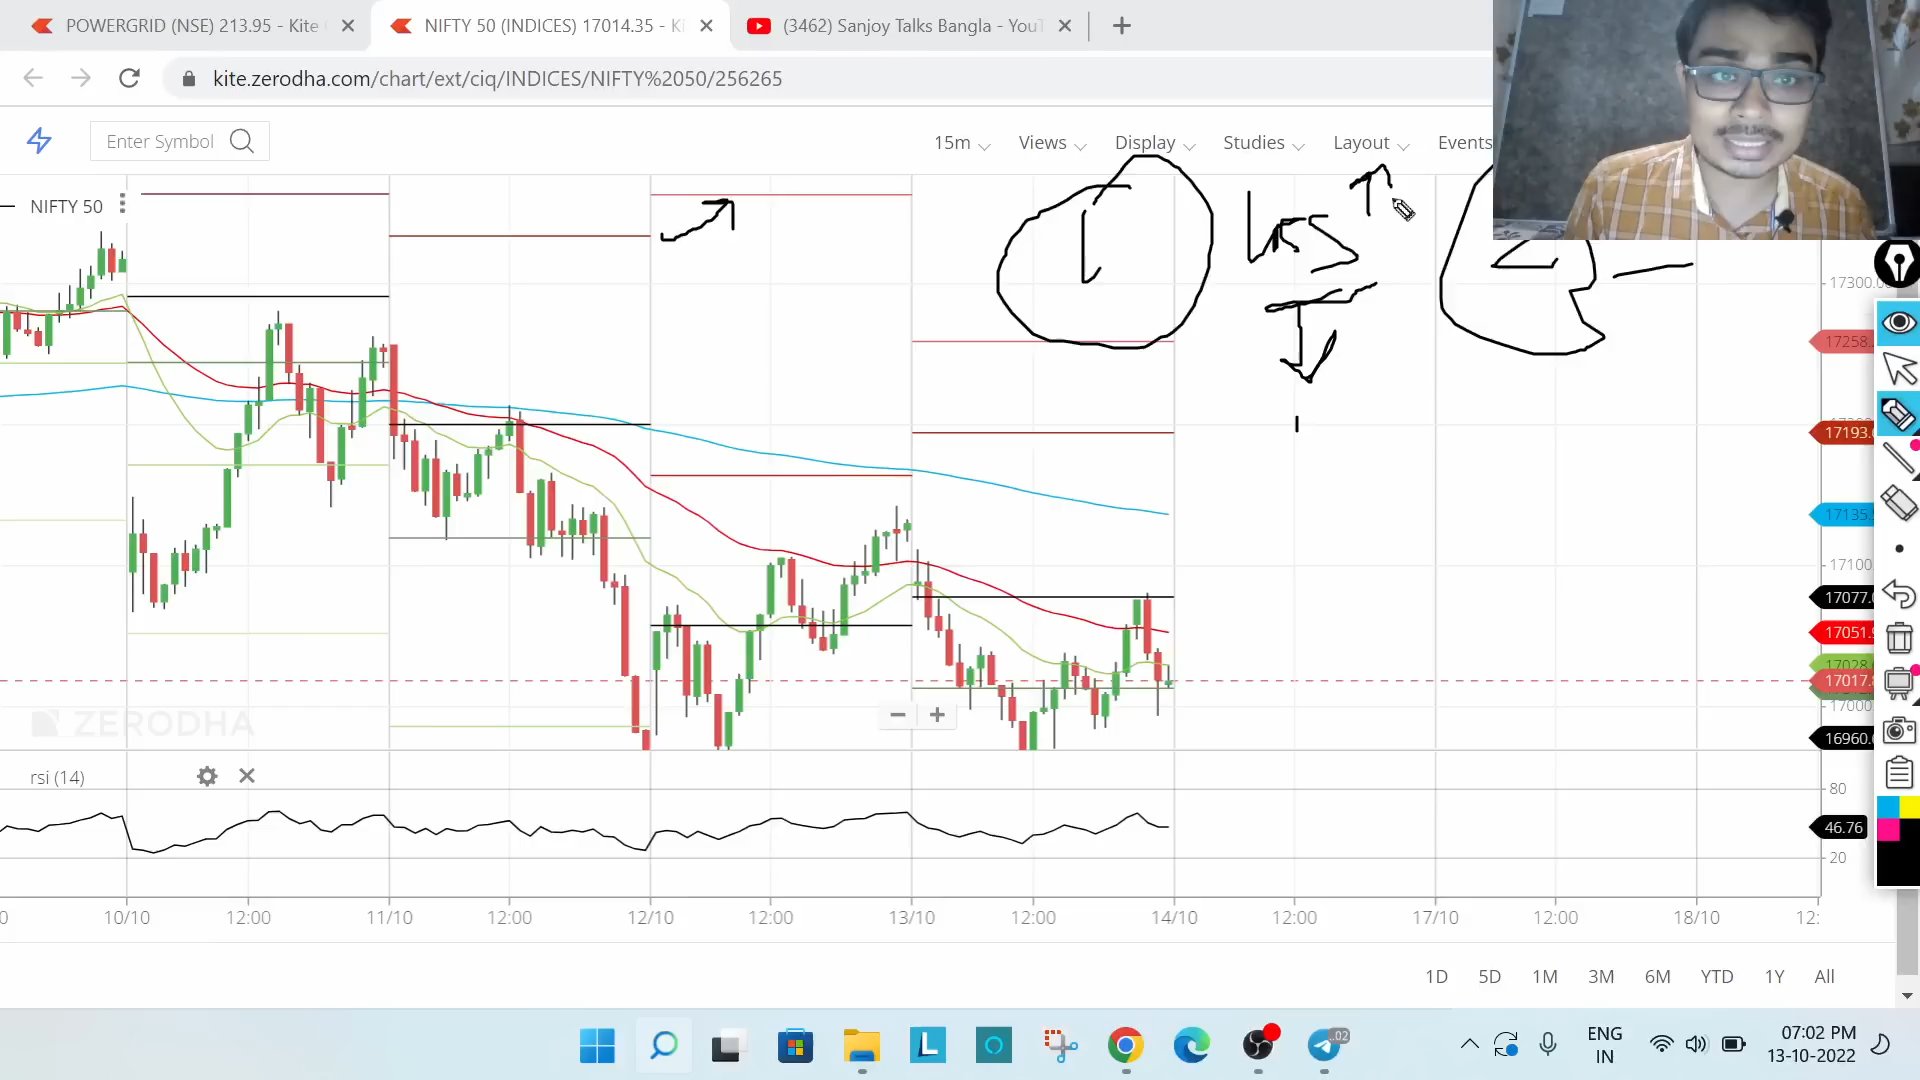 POWERGRID (NSE) 213.95 - Kite
NIFTY 50 (INDICES) 17014.35 - Ki
(3462) Sanjoy Talks Bangla - YouT
kite.zerodha.com/chart/ext/ciq/INDICES/NIFTY%2050/256265
Enter Symbol
15m Views Display Studies Layout Events
NIFTY 50
17300.00
17258.
17193.
17135.
17100.00
17077.
17051.
17028.
17017.
17000
16960.
ZERODHA
rsi (14)
80
46.76
20
0 10/10 12:00 11/10 12:00 12/10 12:00 13/10 12:00 14/10 12:00 17/10 12:00 18/10 12:
1D 5D 1M 3M 6M YTD 1Y All
ENG
IN
07:02 PM
13-10-2022